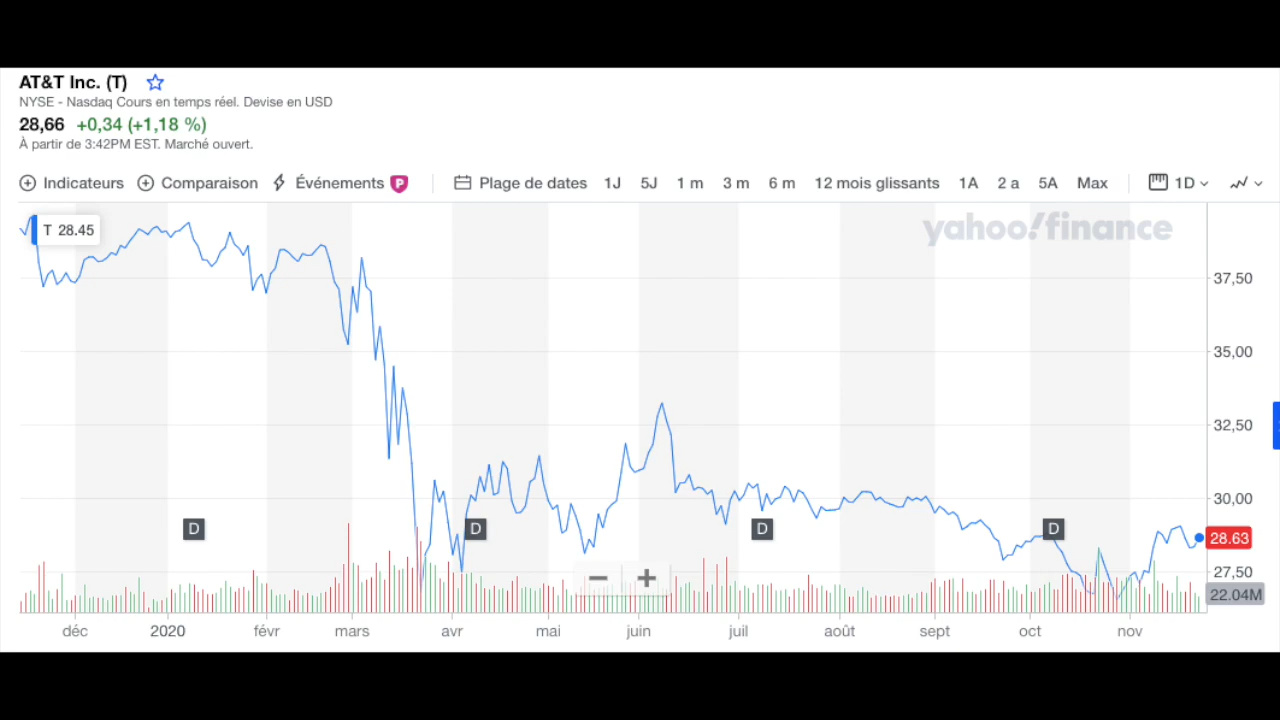 AT&T Inc. (T)
NYSE - Nasdaq Cours en temps réel. Devise en USD
28,66 +0,34 (+1,18 %)
À partir de 3:42PM EST. Marché ouvert.
Indicateurs Comparaison Événements P Plage de dates 1J 5J 1 m 3 m 6 m 12 mois glissants 1A 2 a 5A Max 1D
T 28.45
yahoo!finance
37,50
35,00
32,50
30,00
D D D D
28.63
27,50
22.04M
déc 2020 févr mars avr mai juin juil août sept oct nov